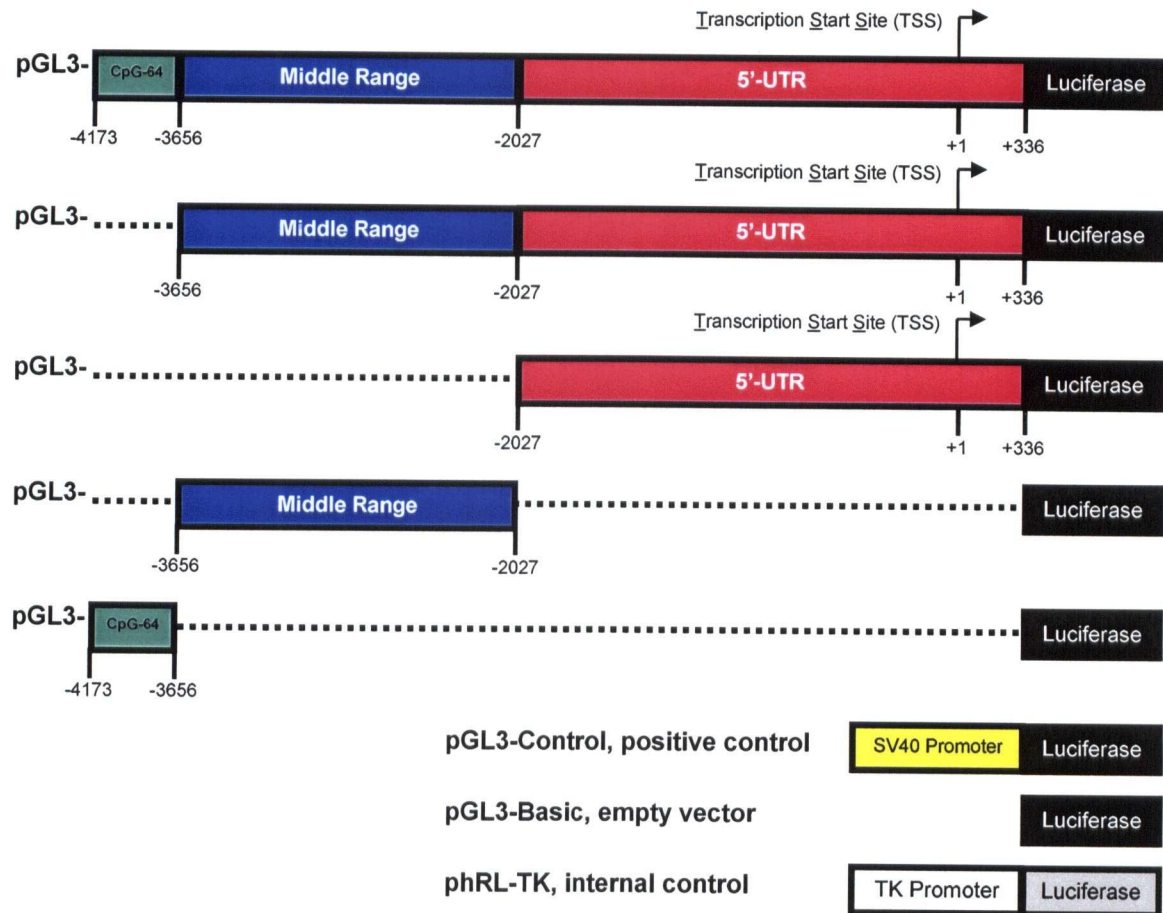 Transcription Start Site (TSS)
pGL3- CpG-64 Middle Range 5'-UTR Luciferase
-4173 -3656 -2027 +1 +336
Transcription Start Site (TSS)
pGL3- Middle Range 5'-UTR Luciferase
-3656 -2027 +1 +336
Transcription Start Site (TSS)
pGL3- 5'-UTR Luciferase
-2027 +1 +336
pGL3- Middle Range Luciferase
-3656 -2027
pGL3- CpG-64 Luciferase
-4173 -3656
pGL3-Control, positive control SV40 Promoter Luciferase
pGL3-Basic, empty vector Luciferase
phRL-TK, internal control TK Promoter Luciferase